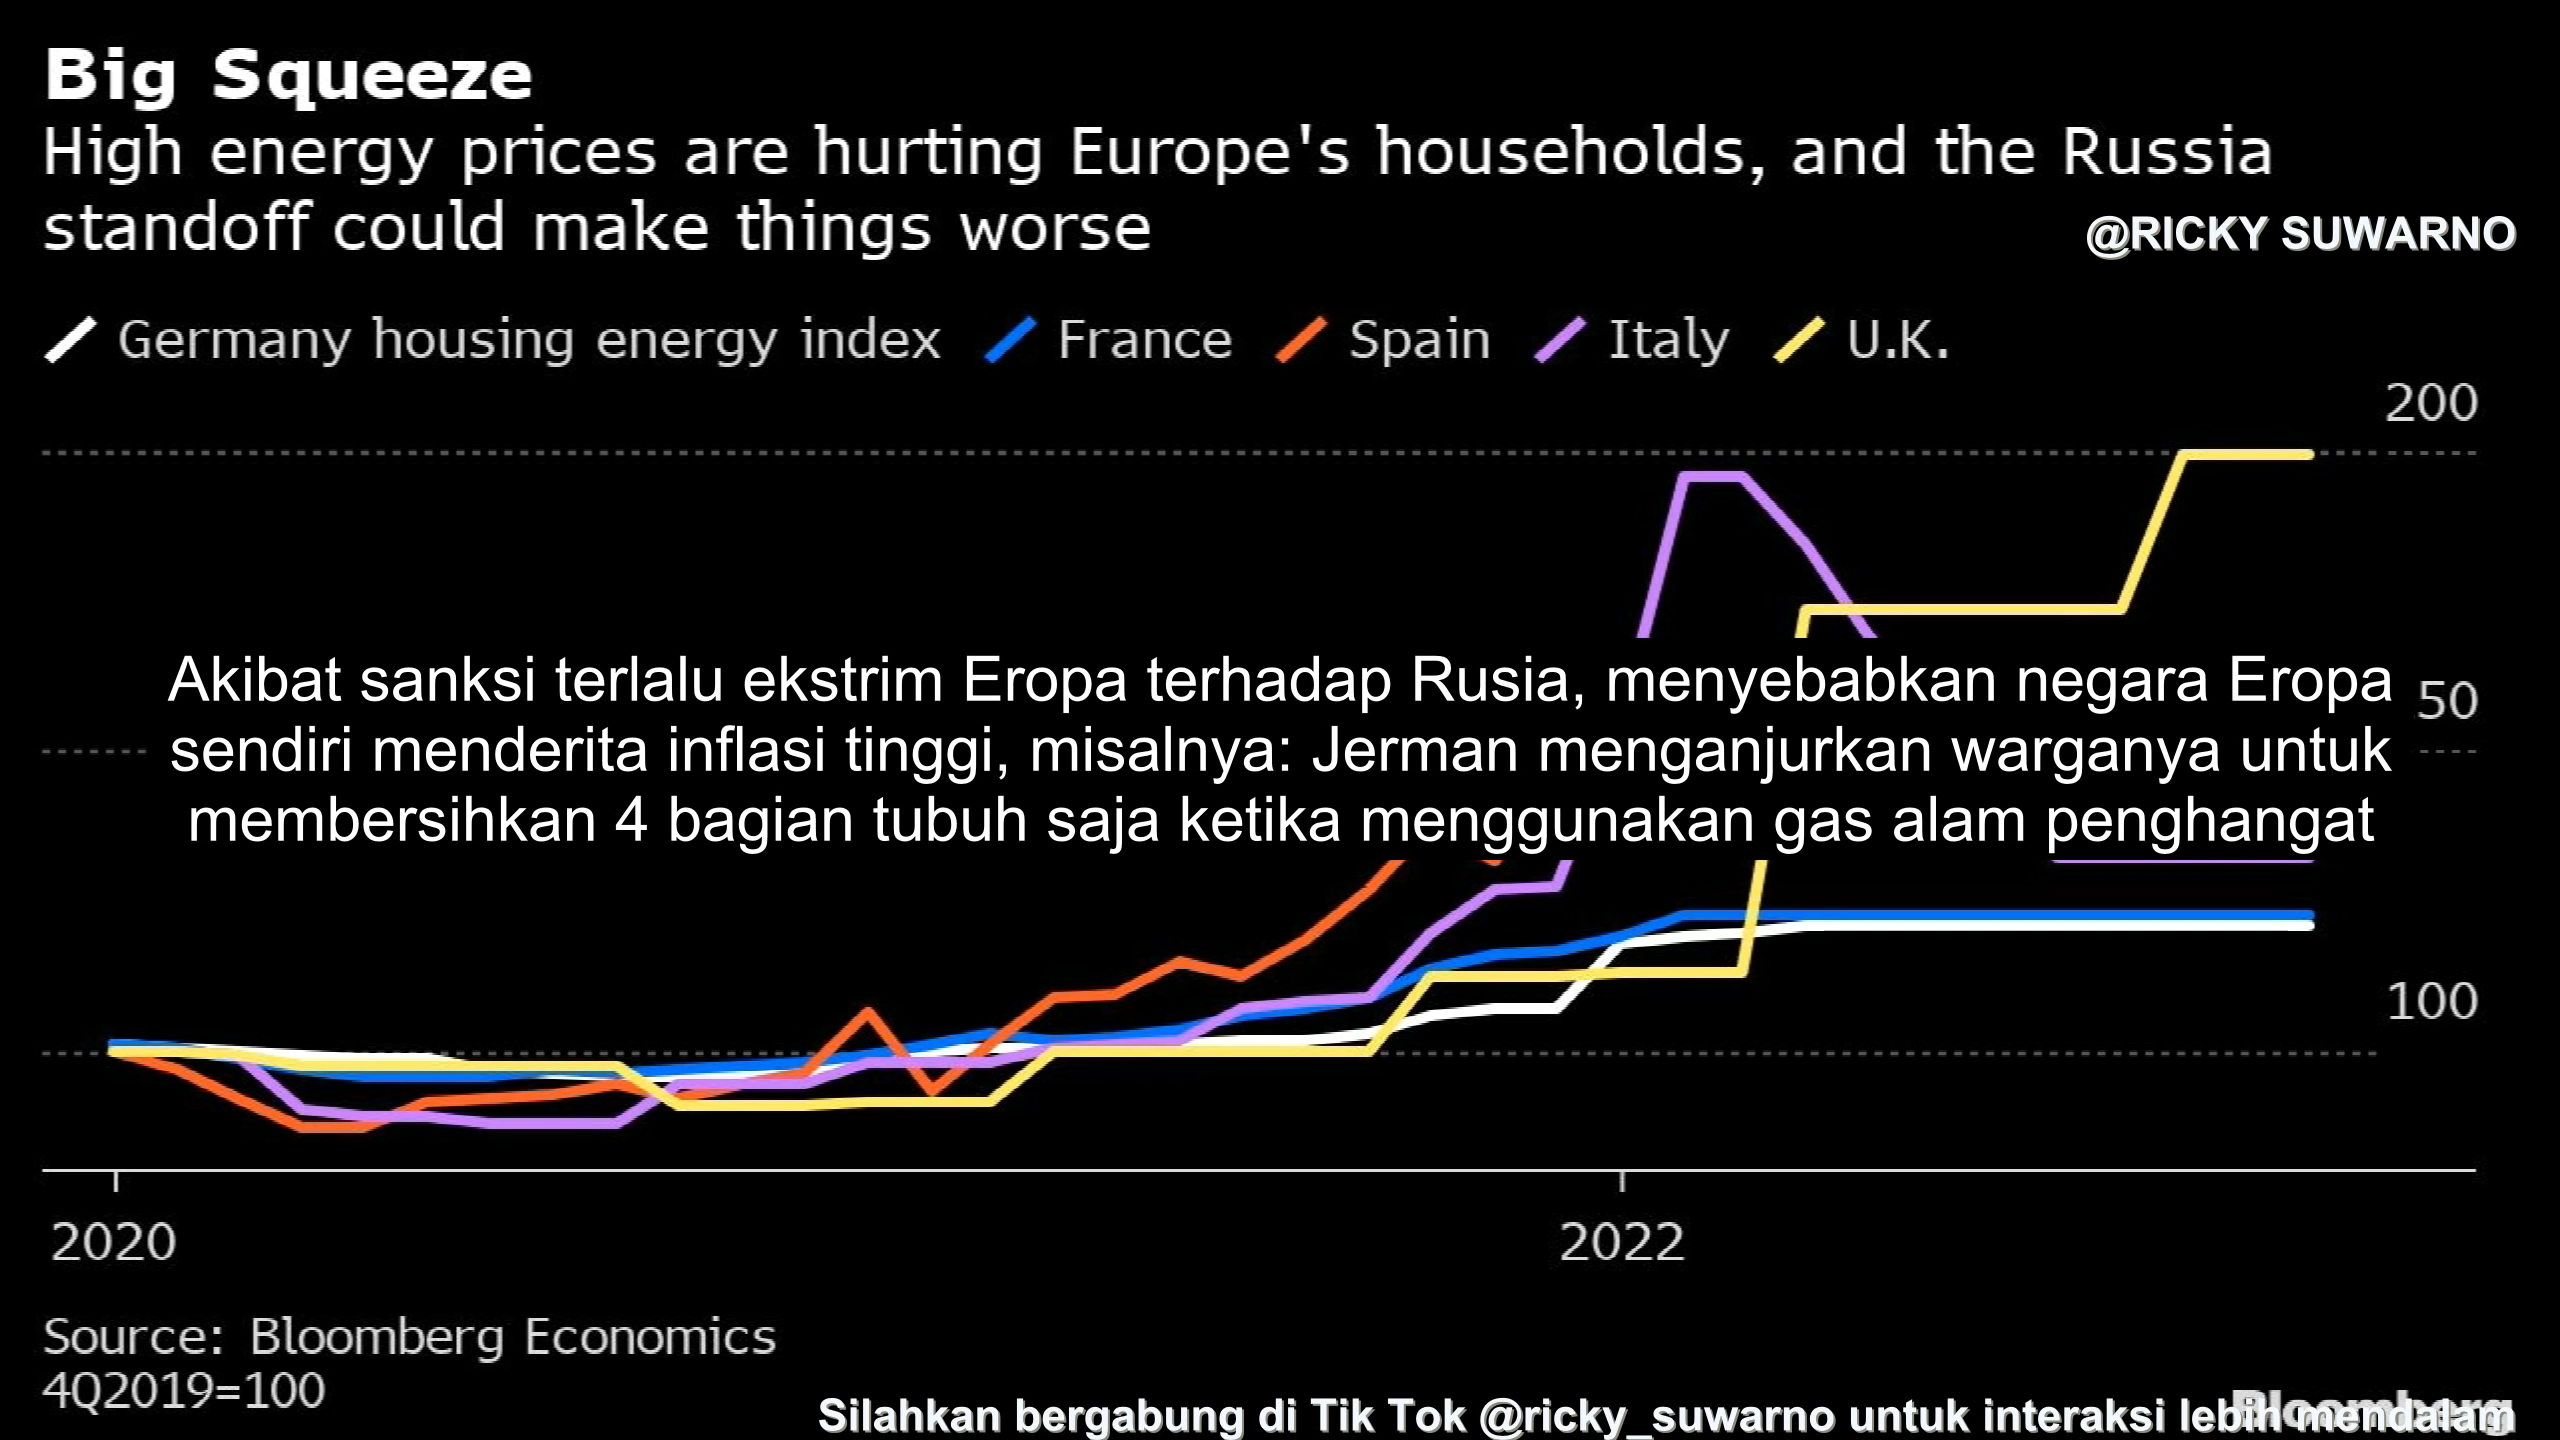 Big Squeeze
High energy prices are hurting Europe's households, and the Russia
standoff could make things worse
@RICKY SUWARNO
Germany housing energy index France Spain Italy U.K.
200
Akibat sanksi terlalu ekstrim Eropa terhadap Rusia, menyebabkan negara Eropa
50
sendiri menderita inflasi tinggi, misalnya: Jerman menganjurkan warganya untuk
membersihkan 4 bagian tubuh saja ketika menggunakan gas alam penghangat
100
2020 2022
Source: Bloomberg Economics
4Q2019=100
Bloomberg
Silahkan bergabung di Tik Tok @ricky_suwarno untuk interaksi lebih mendalam